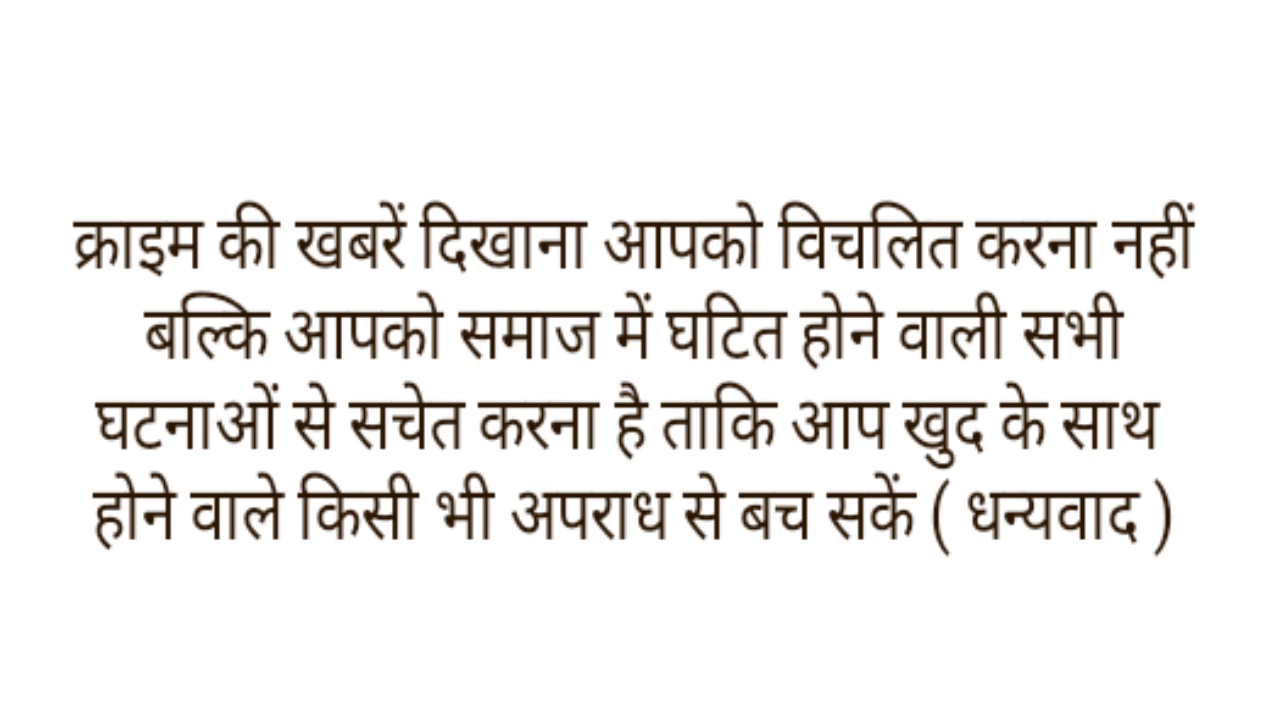 क्राइम की खबरें दिखाना आपको विचलित करना नहीं
बल्कि आपको समाज में घटित होने वाली सभी
घटनाओं से सचेत करना है ताकि आप खुद के साथ
होने वाले किसी भी अपराध से बच सकें ( धन्यवाद )